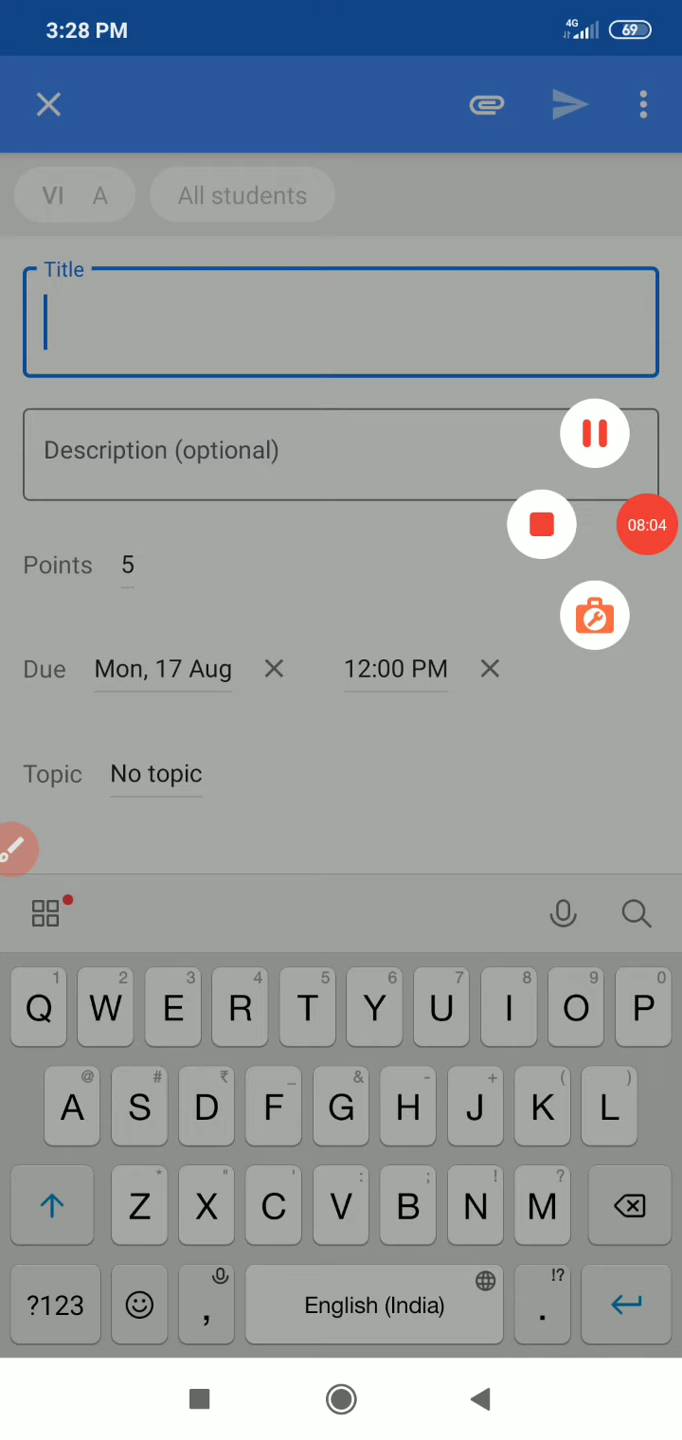 3:28 PM 4G 69
VI A All students
Title
Description (optional)
08:04
Points 5
Due Mon, 17 Aug 12:00 PM
Topic No topic
1 2 3 4 5 6 7 8 9 0
Q W E R T Y U I O P
@ # ₹ _ & - + ( )
A S D F G H J K L
* " ' : ; ! ?
Z X C V B N M
!?
?123 , English (India) .